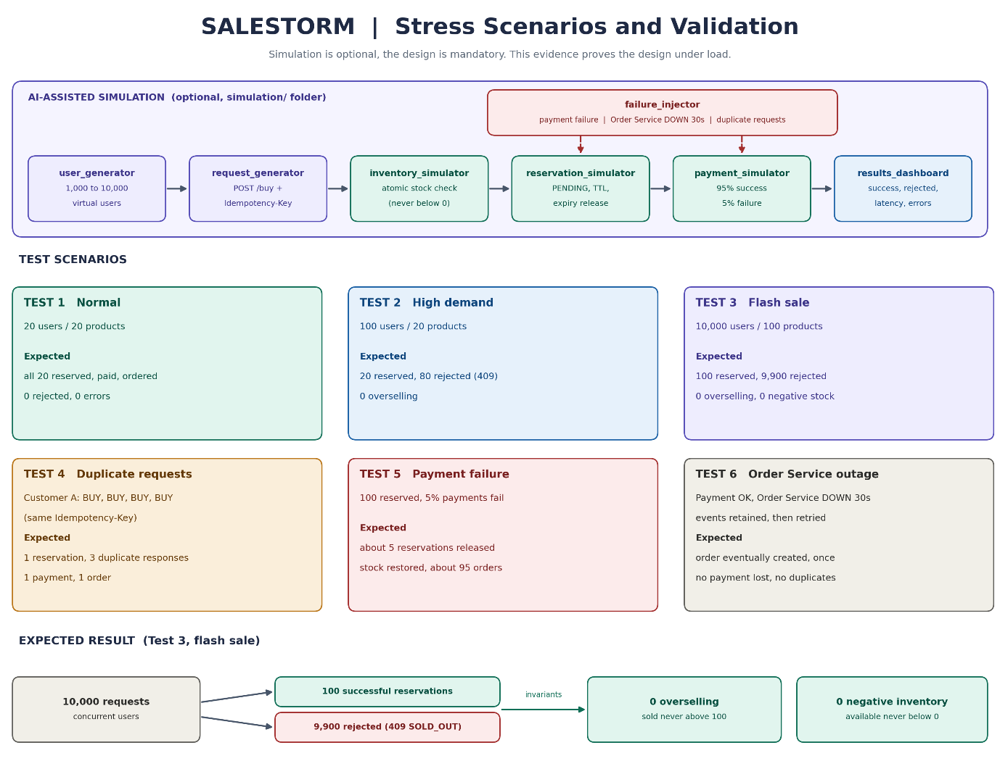 SALESTORM | Stress Scenarios and Validation
Simulation is optional, the design is mandatory. This evidence proves the design under load.
AI-ASSISTED SIMULATION (optional, simulation/ folder)
failure_injector
payment failure | Order Service DOWN 30s | duplicate requests
user_generator
1,000 to 10,000
virtual users
request_generator
POST /buy +
Idempotency-Key
inventory_simulator
atomic stock check
(never below 0)
reservation_simulator
PENDING, TTL,
expiry release
payment_simulator
95% success
5% failure
results_dashboard
success, rejected,
latency, errors
TEST SCENARIOS
TEST 1 Normal
20 users / 20 products
Expected
all 20 reserved, paid, ordered
0 rejected, 0 errors
TEST 2 High demand
100 users / 20 products
Expected
20 reserved, 80 rejected (409)
0 overselling
TEST 3 Flash sale
10,000 users / 100 products
Expected
100 reserved, 9,900 rejected
0 overselling, 0 negative stock
TEST 4 Duplicate requests
Customer A: BUY, BUY, BUY, BUY
(same Idempotency-Key)
Expected
1 reservation, 3 duplicate responses
1 payment, 1 order
TEST 5 Payment failure
100 reserved, 5% payments fail
Expected
about 5 reservations released
stock restored, about 95 orders
TEST 6 Order Service outage
Payment OK, Order Service DOWN 30s
events retained, then retried
Expected
order eventually created, once
no payment lost, no duplicates
EXPECTED RESULT (Test 3, flash sale)
10,000 requests
concurrent users
100 successful reservations
9,900 rejected (409 SOLD_OUT)
invariants
0 overselling
sold never above 100
0 negative inventory
available never below 0